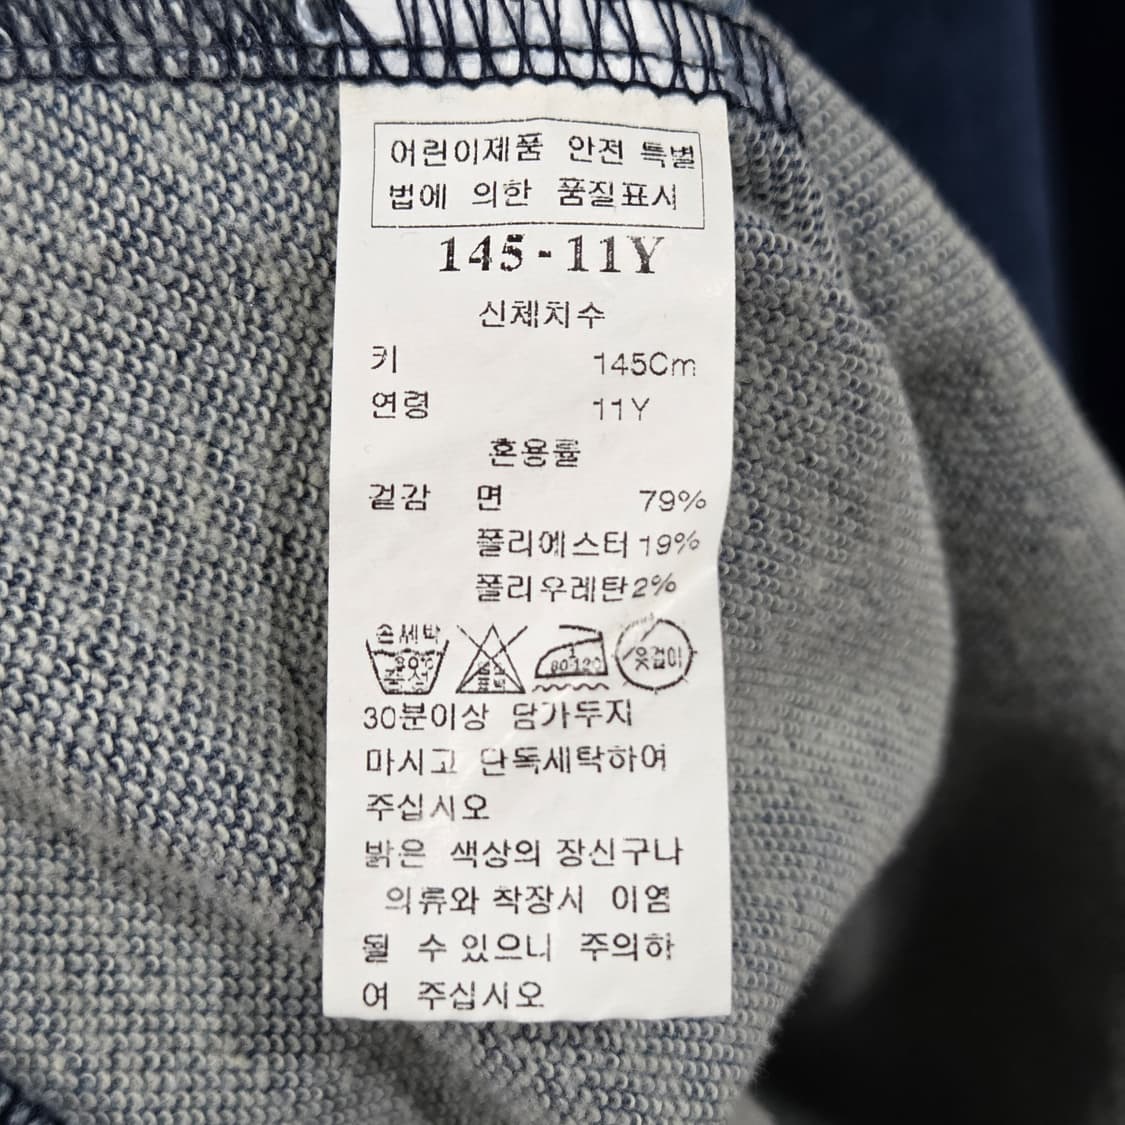 어린이제품 안전 특별
법에 의한 품질표시
145-11Y
신체치수
키 145Cm
연령 11Y
혼용률
겉감 면 79%
폴리에스터 19%
폴리우레탄 2%
손세탁
30℃
중성
80-120
옷걸이
30분이상 담가두지
마시고 단독세탁하여
주십시오
밝은 색상의 장신구나
의류와 착장시 이염
될 수 있으니 주의하
여 주십시오